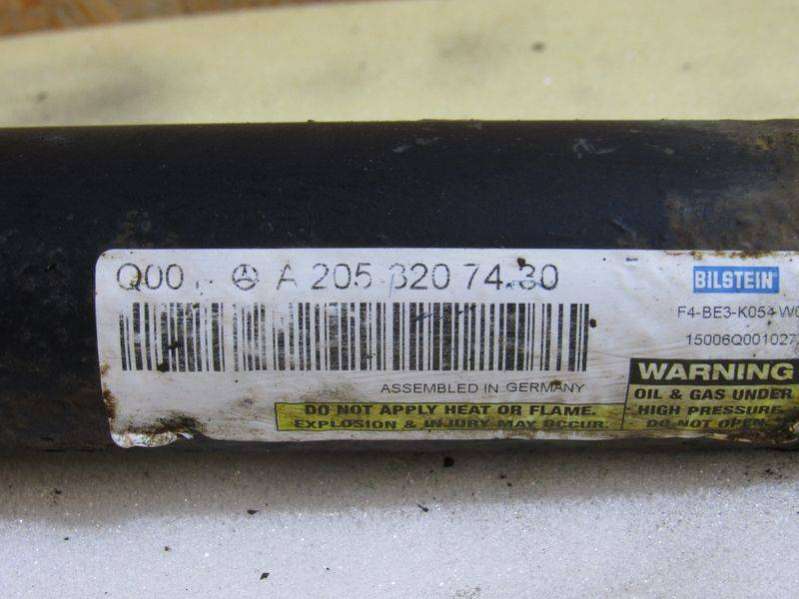 Q00 A 205 320 74 30
BILSTEIN
F4-BE3-K054-W0
15006Q001027
ASSEMBLED IN GERMANY
WARNING
OIL & GAS UNDER
HIGH PRESSURE
DO NOT OPEN.
DO NOT APPLY HEAT OR FLAME.
EXPLOSION & INJURY MAY OCCUR.